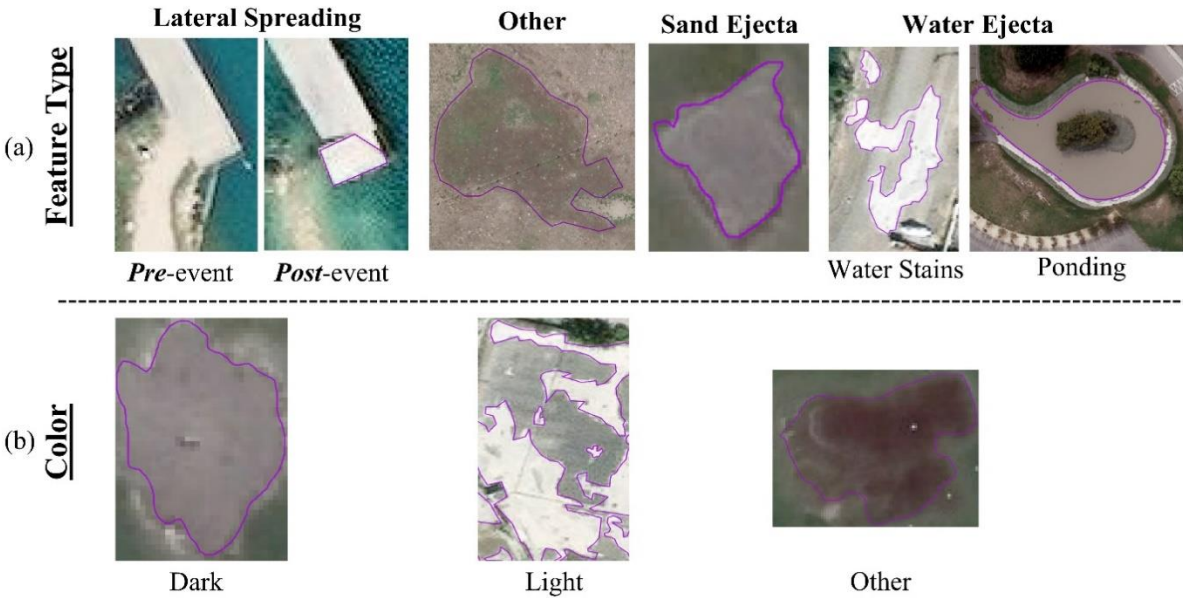 Lateral Spreading
Other
Sand Ejecta
Water Ejecta
(a)
Feature Type
Pre-event
Post-event
Water Stains
Ponding
(b)
Color
Dark
Light
Other